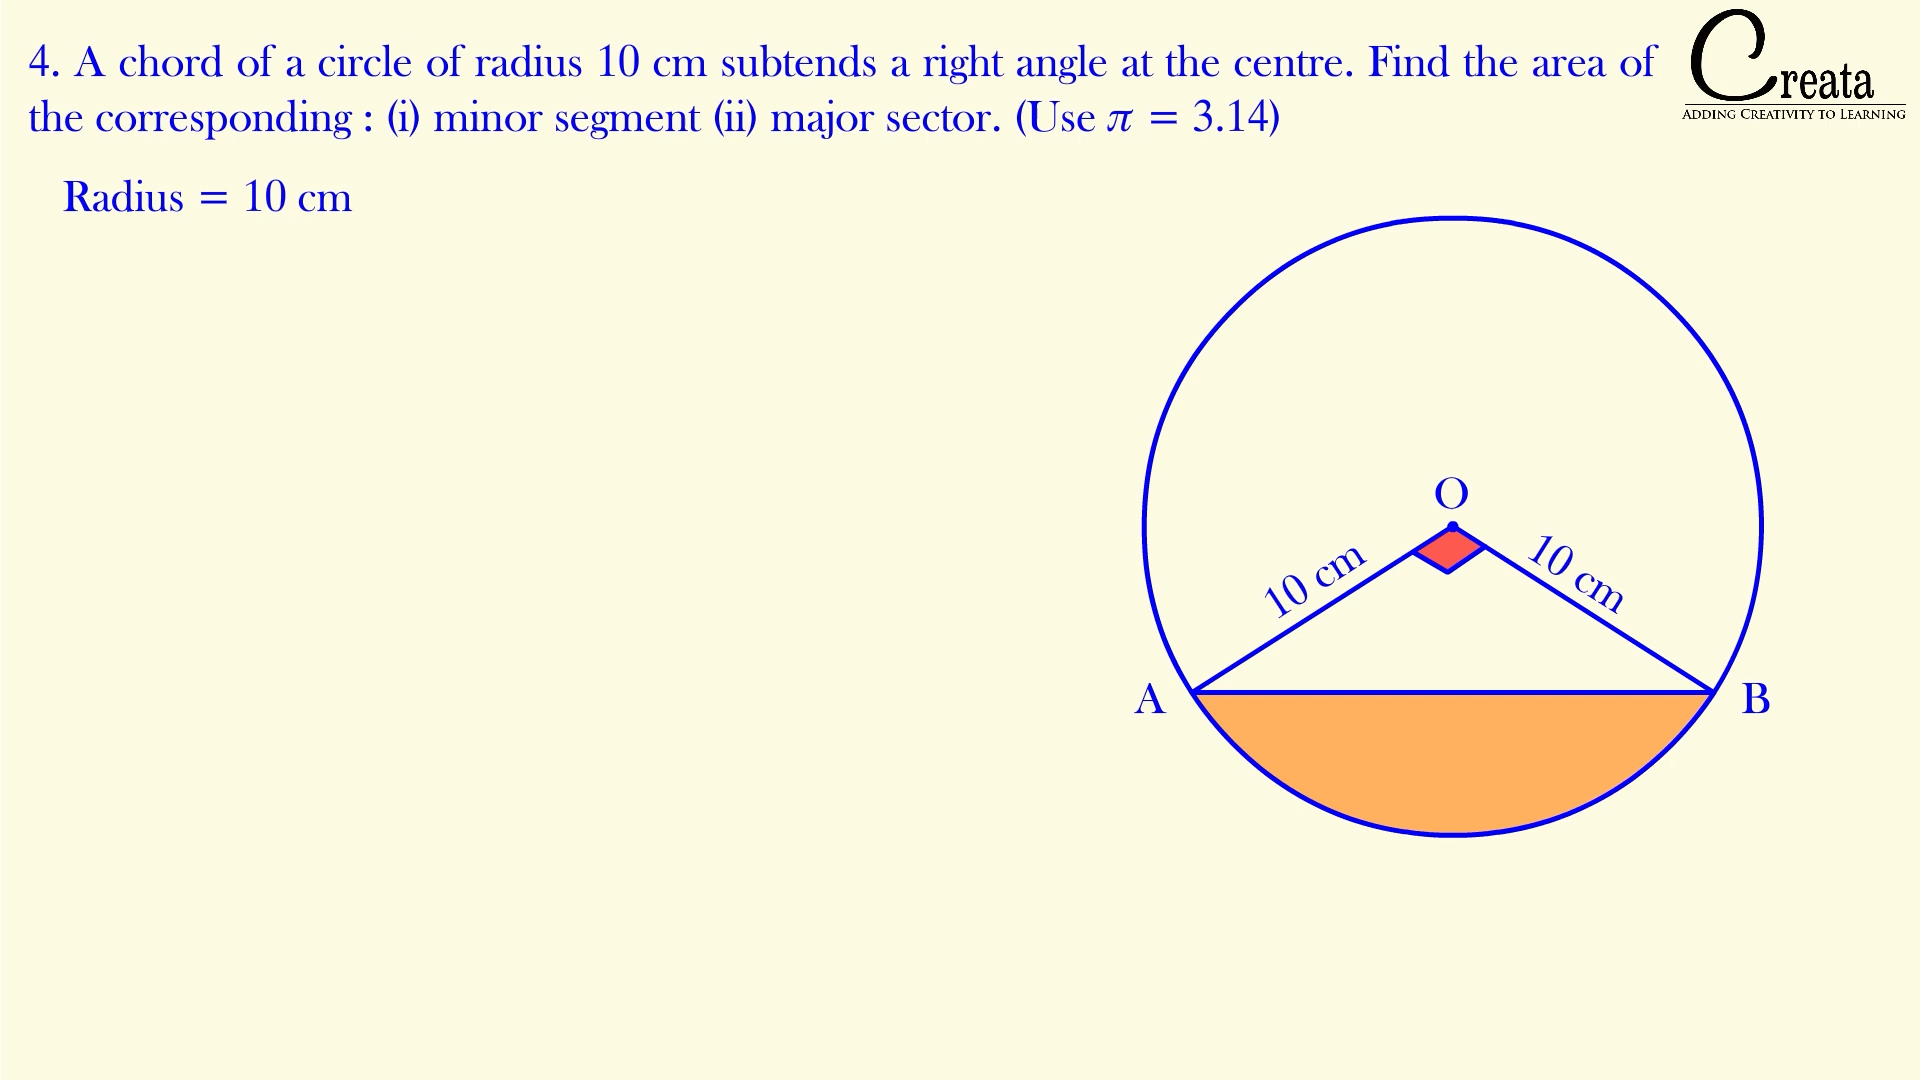 4. A chord of a circle of radius 10 cm subtends a right angle at the centre. Find the area of
the corresponding : (i) minor segment (ii) major sector. (Use π = 3.14)
Creata
ADDING CREATIVITY TO LEARNING
Radius = 10 cm
O
10 cm
10 cm
A
B